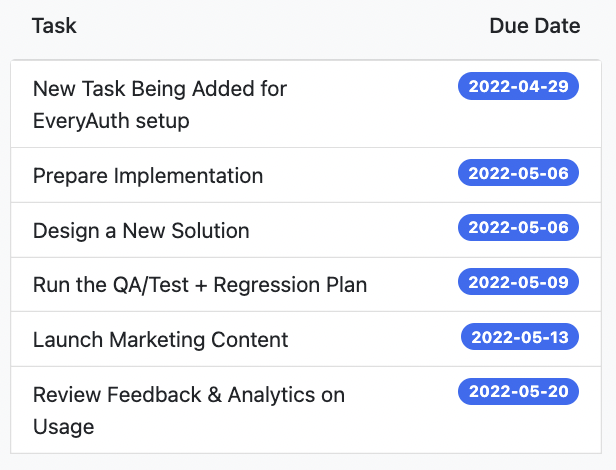 Task Due Date
New Task Being Added for 2022-04-29
EveryAuth setup
Prepare Implementation 2022-05-06
Design a New Solution 2022-05-06
Run the QA/Test + Regression Plan 2022-05-09
Launch Marketing Content 2022-05-13
Review Feedback & Analytics on 2022-05-20
Usage